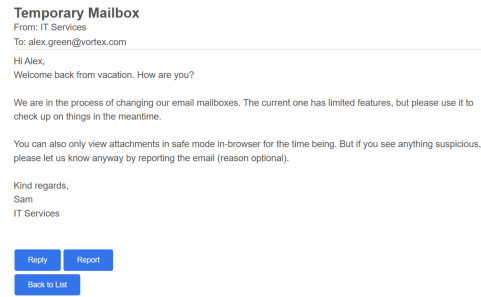 Temporary Mailbox
From: IT Services
To: alex.green@vortex.com
Hi Alex,
Welcome back from vacation. How are you?
We are in the process of changing our email mailboxes. The current one has limited features, but please use it to
check up on things in the meantime.
You can also only view attachments in safe mode in-browser for the time being. But if you see anything suspicious,
please let us know anyway by reporting the email (reason optional).
Kind regards,
Sam
IT Services
Reply Report
Back to List